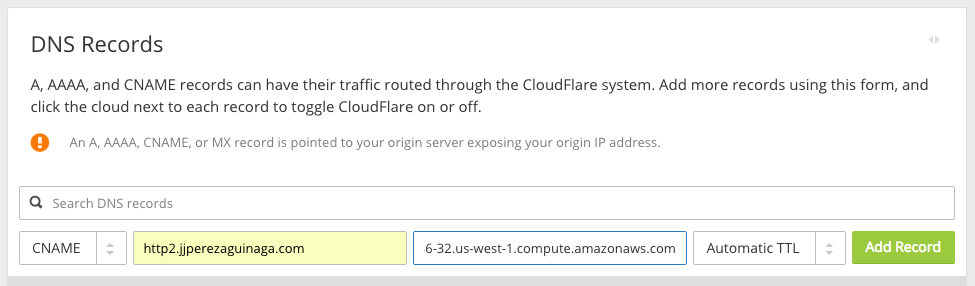 DNS Records
A, AAAA, and CNAME records can have their traffic routed through the CloudFlare system. Add more records using this form, and
click the cloud next to each record to toggle CloudFlare on or off.
An A, AAAA, CNAME, or MX record is pointed to your origin server exposing your origin IP address.
Search DNS records
CNAME http2.jjperezaguinaga.com 6-32.us-west-1.compute.amazonaws.com Automatic TTL Add Record